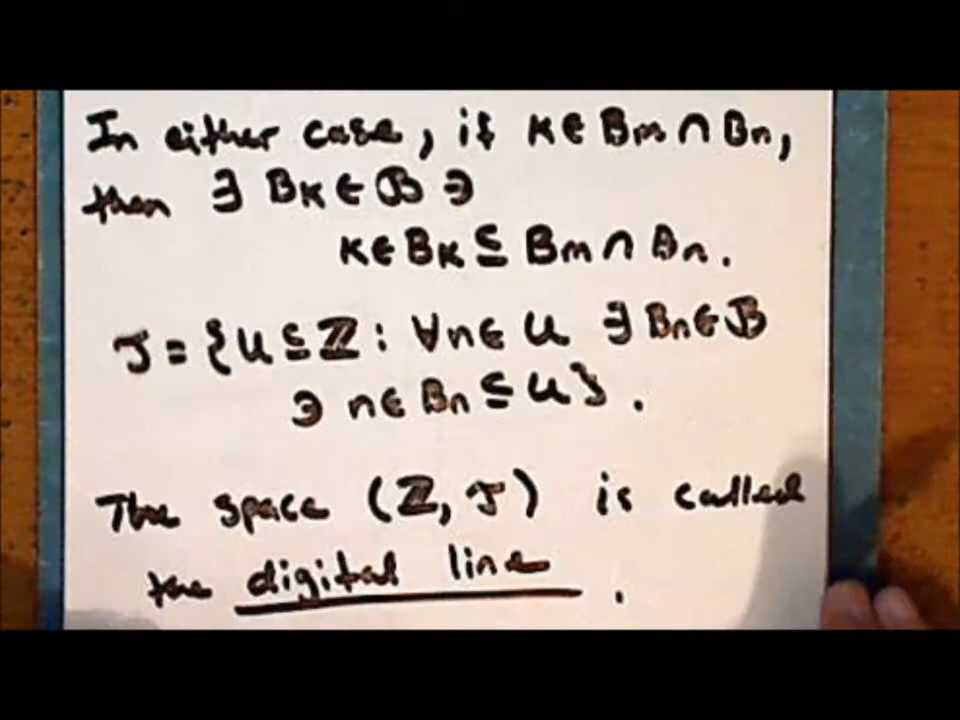 In either case, if K∈Bm∩Bn,
then ∃ BK∈𝓑 ∋
K∈BK⊆Bm∩Bn.
𝒯={U⊆ℤ: ∀n∈U ∃Bn∈𝓑
∋ n∈Bn⊆U}.
The space (ℤ,𝒯) is called
the digital line.